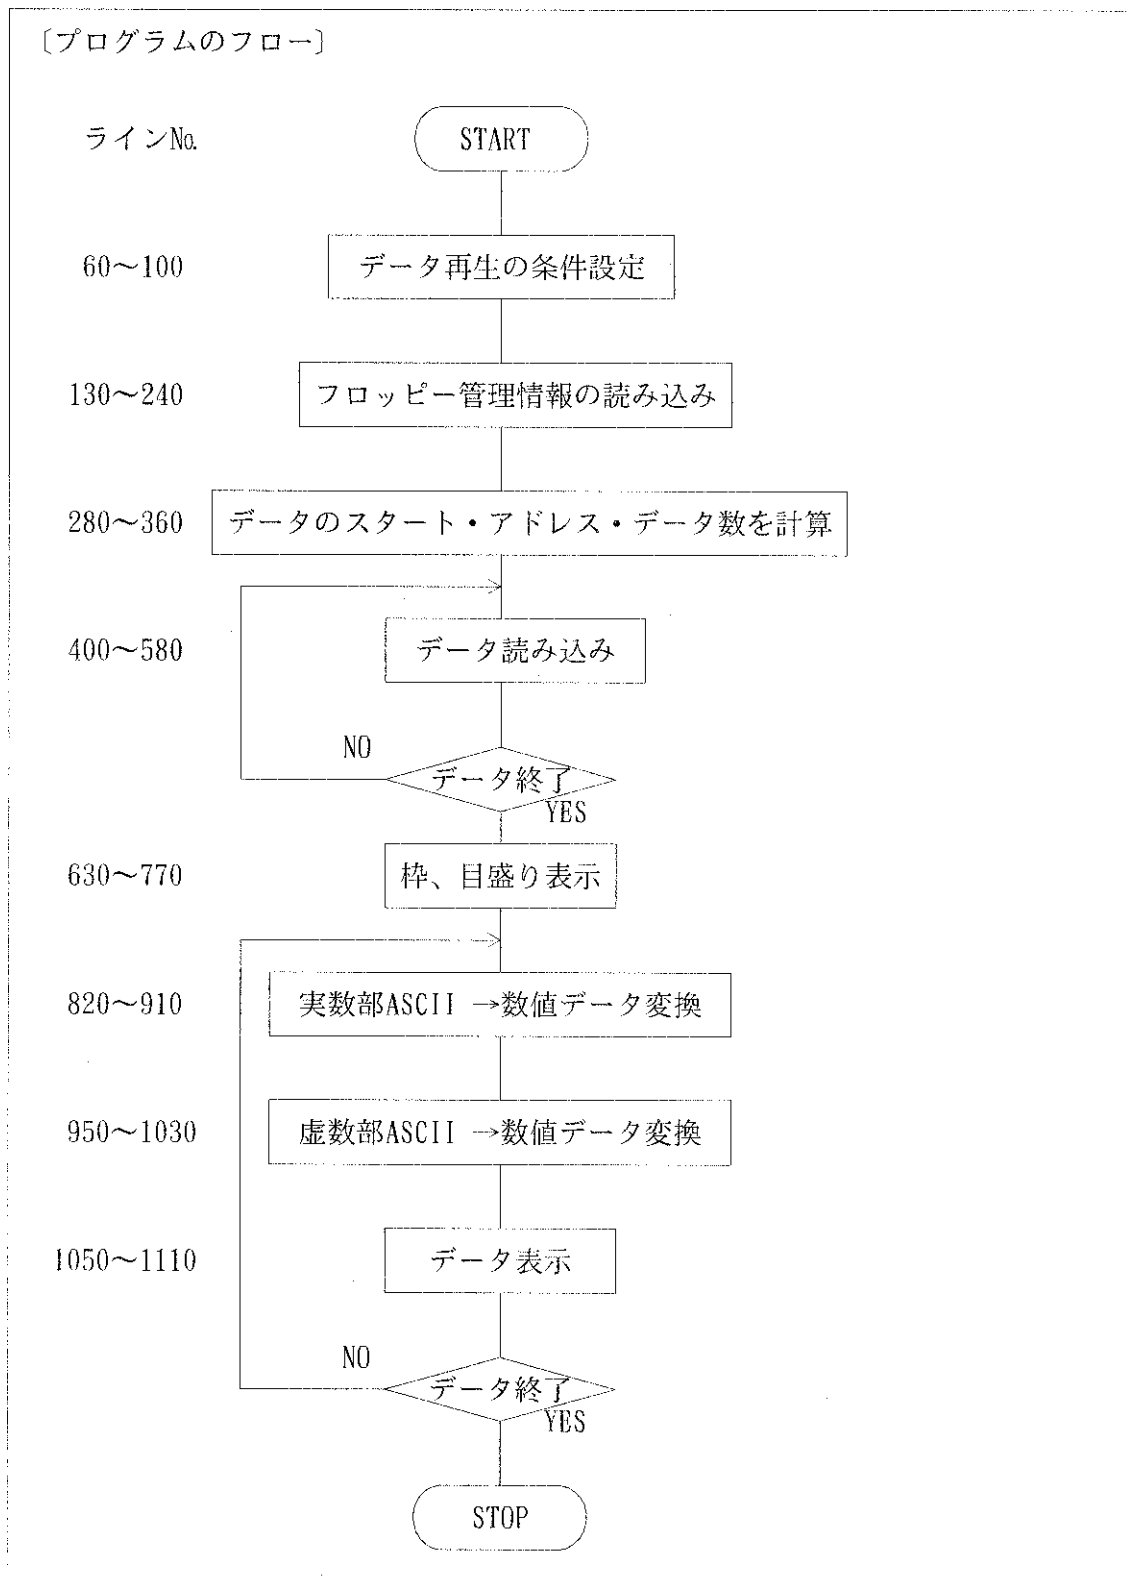 〔プログラムのフロー〕
ラインNo. START
60～100 データ再生の条件設定
130～240 フロッピー管理情報の読み込み
280～360 データのスタート・アドレス・データ数を計算
400～580 データ読み込み
NO
データ終了
YES
630～770 枠、目盛り表示
820～910 実数部ASCII →数値データ変換
950～1030 虚数部ASCII →数値データ変換
1050～1110 データ表示
NO
データ終了
YES
STOP